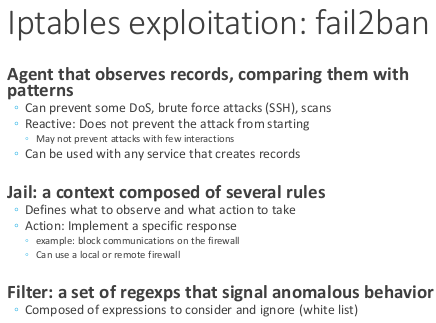 Iptables exploitation: fail2ban
Agent that observes records, comparing them with
patterns
Can prevent some DoS, brute force attacks (SSH), scans
Reactive: Does not prevent the attack from starting
May not prevent attacks with few interactions
Can be used with any service that creates records
Jail: a context composed of several rules
Defines what to observe and what action to take
Action: Implement a specific response
example: block communications on the firewall
Can use a local or remote firewall
Filter: a set of regexps that signal anomalous behavior
Composed of expressions to consider and ignore (white list)